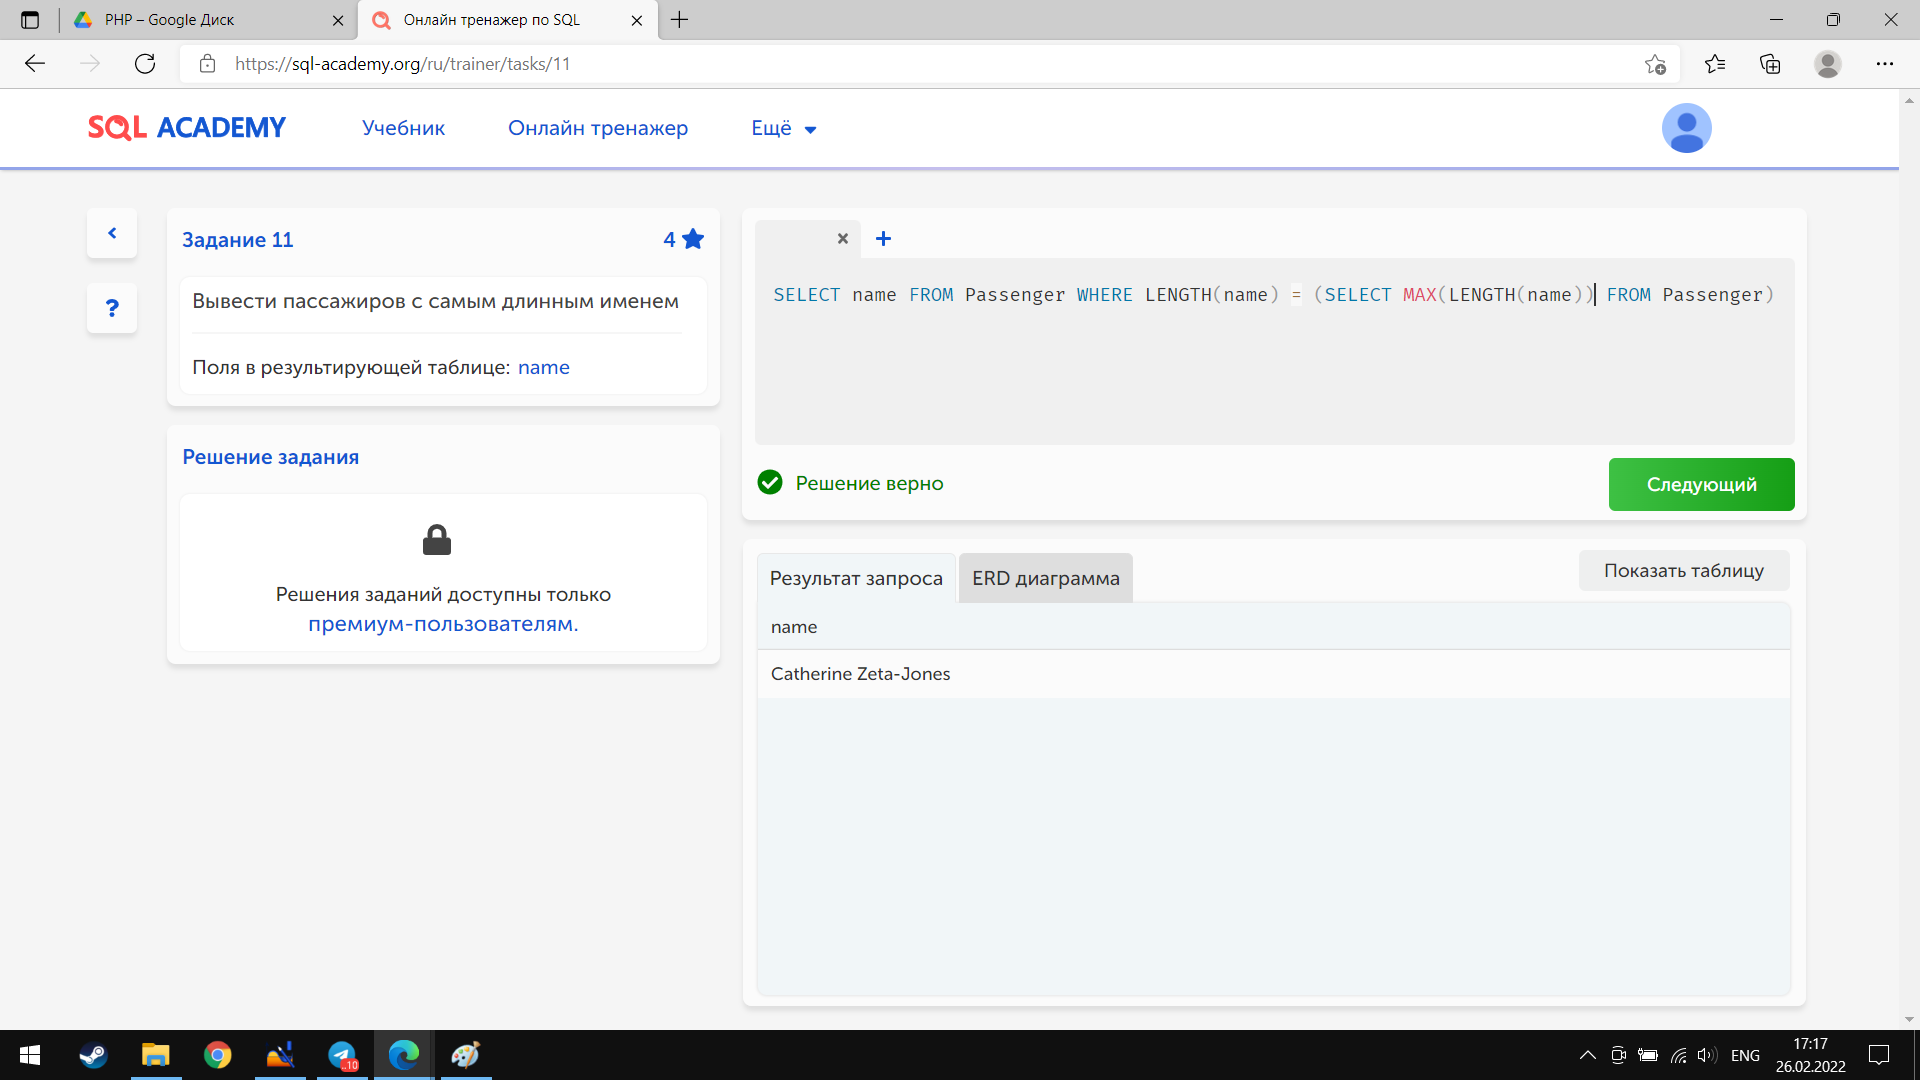 PHP – Google Диск
Онлайн тренажер по SQL
https://sql-academy.org/ru/trainer/tasks/11
SQL ACADEMY
Учебник
Онлайн тренажер
Ещё
Задание 11
4
Вывести пассажиров с самым длинным именем
Поля в результирующей таблице: name
?
Решение задания
Решения заданий доступны только
премиум-пользователям.
SELECT name FROM Passenger WHERE LENGTH(name) = (SELECT MAX(LENGTH(name)) FROM Passenger)
Решение верно
Следующий
Результат запроса
ERD диаграмма
Показать таблицу
name
Catherine Zeta-Jones
..10
ENG
17:17
26.02.2022